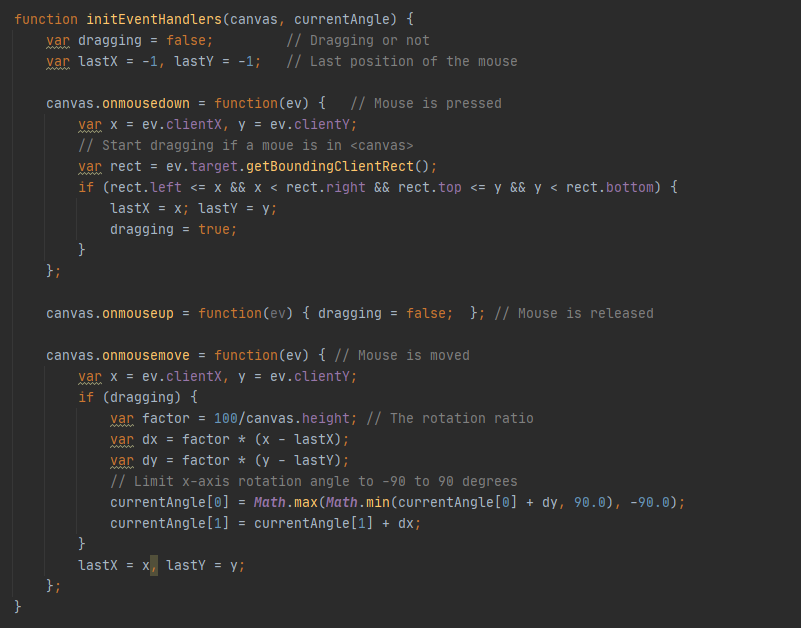 function initEventHandlers(canvas, currentAngle) {
    var dragging = false;         // Dragging or not
    var lastX = -1, lastY = -1;   // Last position of the mouse

    canvas.onmousedown = function(ev) {   // Mouse is pressed
        var x = ev.clientX, y = ev.clientY;
        // Start dragging if a moue is in <canvas>
        var rect = ev.target.getBoundingClientRect();
        if (rect.left <= x && x < rect.right && rect.top <= y && y < rect.bottom) {
            lastX = x; lastY = y;
            dragging = true;
        }
    };

    canvas.onmouseup = function(ev) { dragging = false;  }; // Mouse is released

    canvas.onmousemove = function(ev) { // Mouse is moved
        var x = ev.clientX, y = ev.clientY;
        if (dragging) {
            var factor = 100/canvas.height; // The rotation ratio
            var dx = factor * (x - lastX);
            var dy = factor * (y - lastY);
            // Limit x-axis rotation angle to -90 to 90 degrees
            currentAngle[0] = Math.max(Math.min(currentAngle[0] + dy, 90.0), -90.0);
            currentAngle[1] = currentAngle[1] + dx;
        }
        lastX = x, lastY = y;
    };
}